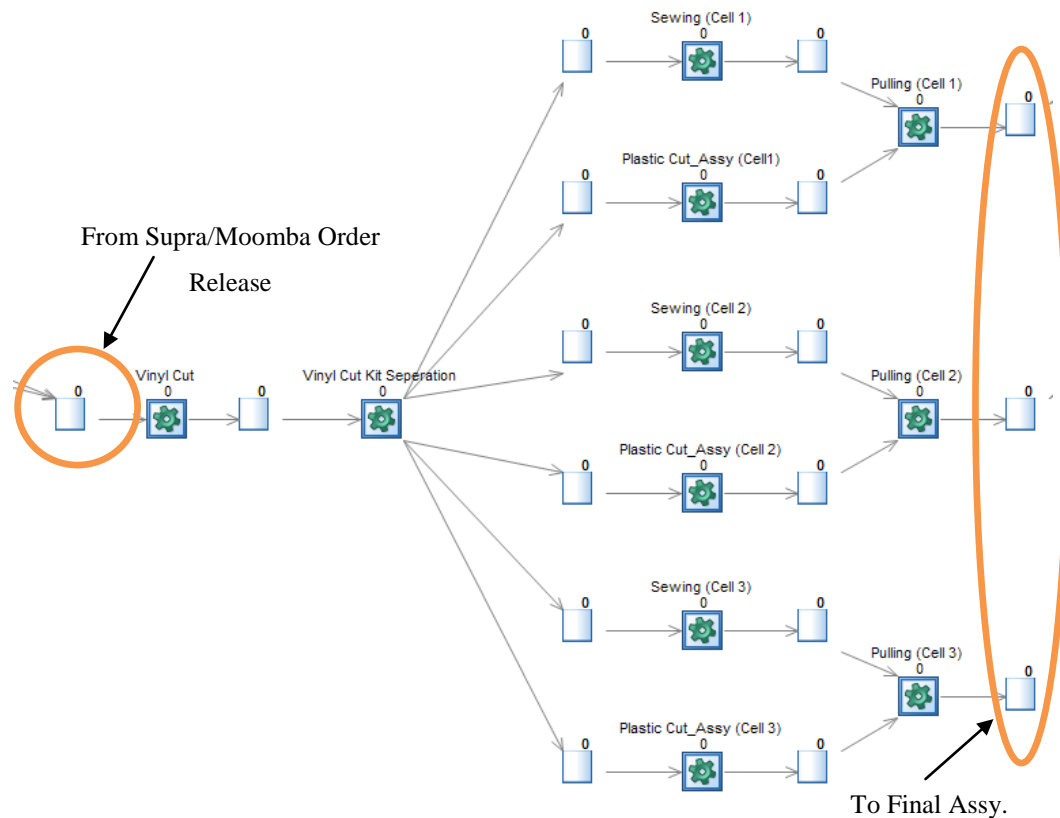 Sewing (Cell 1)
0
0
0
Pulling (Cell 1)
0
0
Plastic Cut_Assy (Cell1)
0
0
0
From Supra/Moomba Order
Release
Sewing (Cell 2)
0
0
0
0
Vinyl Cut
0
0
Vinyl Cut Kit Seperation
0
Pulling (Cell 2)
0
0
Plastic Cut_Assy (Cell 2)
0
0
0
Sewing (Cell 3)
0
0
0
Pulling (Cell 3)
0
0
Plastic Cut_Assy (Cell 3)
0
0
0
To Final Assy.